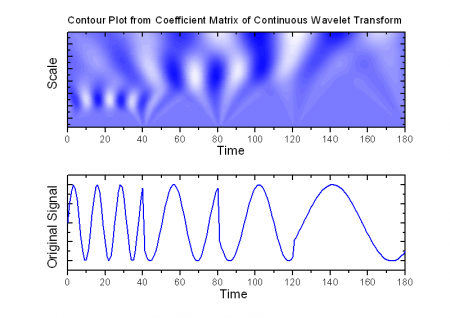 Contour Plot from Coefficient Matrix of Continuous Wavelet Transform
Scale
0 20 40 60 80 100 120 140 160 180
Time
Original Signal
0 20 40 60 80 100 120 140 160 180
Time